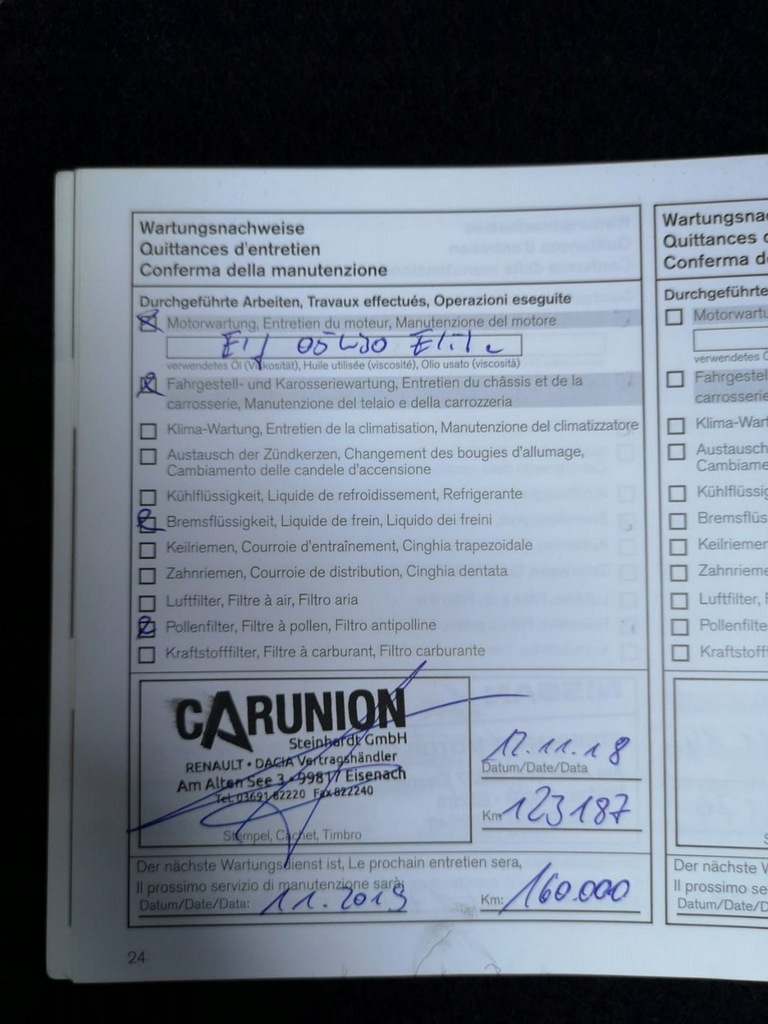 Wartungsnachweise
Quittances d'entretien
Conferma della manutenzione
Durchgeführte Arbeiten, Travaux effectués, Operazioni eseguite
Motorwartung, Entretien du moteur, Manutenzione del motore
Elf
verwendetes Öl (Viskosität), Huile utilisée (viscosité), Olio usato (viscosità)
Fahrgestell- und Karosseriewartung, Entretien du châssis et de la
carrosserie, Manutenzione del telaio e della carrozzeria
Klima-Wartung, Entretien de la climatisation, Manutenzione del climatizzatore
Austausch der Zündkerzen, Changement des bougies d'allumage,
Cambiamento delle candele d'accensione
Kühlflüssigkeit, Liquide de refroidissement, Refrigerante
Bremsflüssigkeit, Liquide de frein, Liquido dei freini
Keilriemen, Courroie d'entraînement, Cinghia trapezoidale
Zahnriemen, Courroie de distribution, Cinghia dentata
Luftfilter, Filtre à air, Filtro aria
Pollenfilter, Filtre à pollen, Filtro antipolline
Kraftstofffilter, Filtre à carburant, Filtro carburante
CARUNION
Steinhardt GmbH
RENAULT • DACIA Vertragshändler
Am Alten See 3 • 99817 Eisenach
Tel. 03691-82220 Fax 822240
Stempel, Cachet, Timbro
12.11.18
Datum/Date/Data
Km 123187
Der nächste Wartungsdienst ist, Le prochain entretien sera,
Il prossimo servizio di manutenzione sarà:
Datum/Date/Data: 11.2019 Km: 160.000
24
Wartungsna
Quittances d
Conferma d
Durchgeführte
Motorwartu
verwendetes Ö
Fahrgestel
carrosserie
Klima-Wart
Austausch
Cambiame
Kühlflüssig
Bremsflüs
Keilriemen
Zahnrieme
Luftfilter, F
Pollenfilte
Kraftstoff
Der nächste W
Il prossimo se
Datum/Date/D